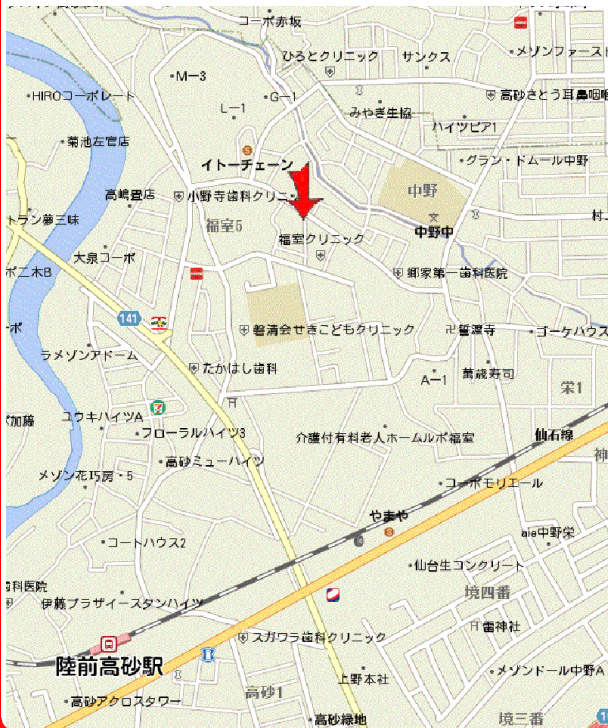 コーポ赤坂
ひろとクリニック
サンクス
メゾンファースト
M-3
HIROコーポレート
G-1
L-1
高砂さとう耳鼻咽喉
みやぎ生協
ハイツピア1
菊池左官店
イトーチェーン
グラン・ドムール中野
中野
高嶋畳店
小野寺歯科クリニッ
トラン夢三味
福室5
中野中
村上
福室クリニック
大泉コーポ
ポ二木B
郷家第一歯科医院
141
磐清会せきこどもクリニック
ゴーケハウス
ラメゾンアドーム
たかはし歯科
A-1
萬歳寿司
栄1
加藤
ユウキハイツA
フローラルハイツ3
介護付有料老人ホームルポ福室
仙石線
高砂ミューハイツ
メゾン花巧房・5
コーポモリエール
やまや
コートハウス2
aia中野栄
仙台生コンクリート
歯科医院
伊藤プラザイースタンハイツ
境四番
雷神社
スガワラ歯科クリニック
陸前高砂駅
上野本社
メゾンドール中野A
高砂アクロスタワー
高砂1
高砂緑地
境三番